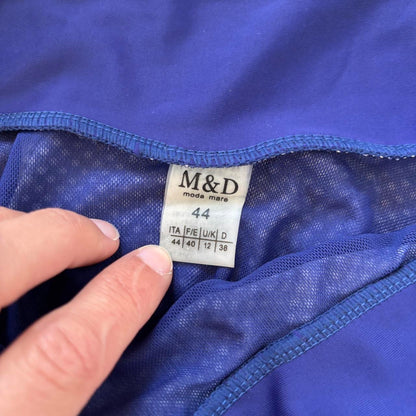 M&D
moda mare
44
ITA F/E U/K D
44 40 12 38